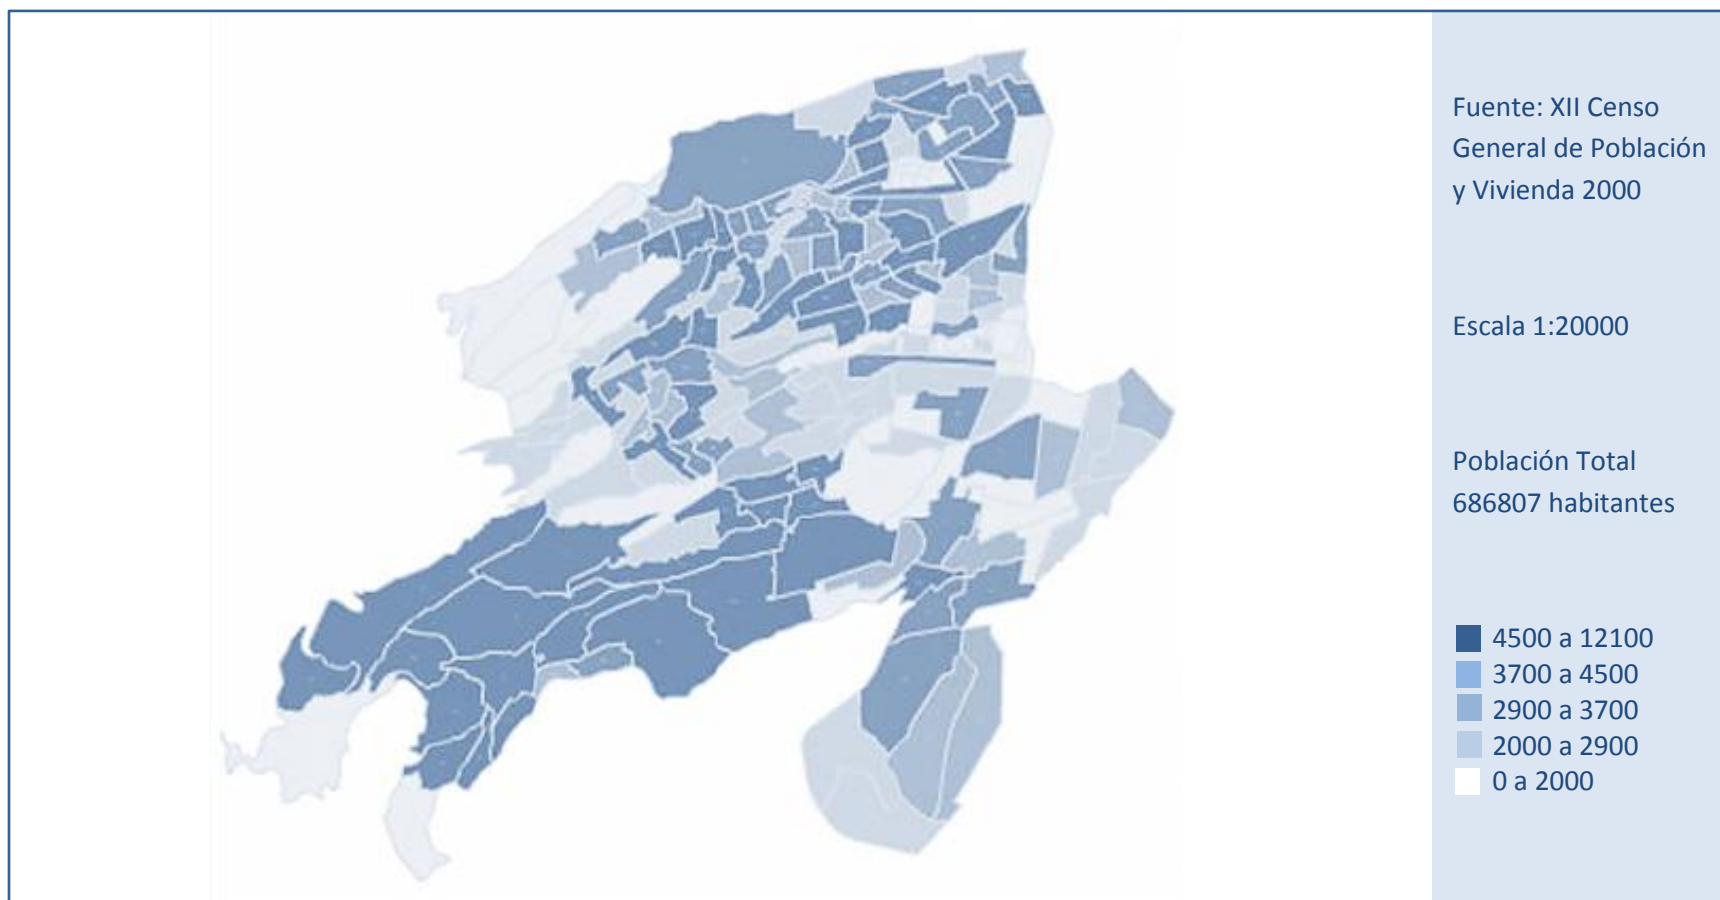 Fuente: XII Censo
General de Población
y Vivienda 2000
Escala 1:20000
Población Total
686807 habitantes
4500 a 12100
3700 a 4500
2900 a 3700
2000 a 2900
0 a 2000